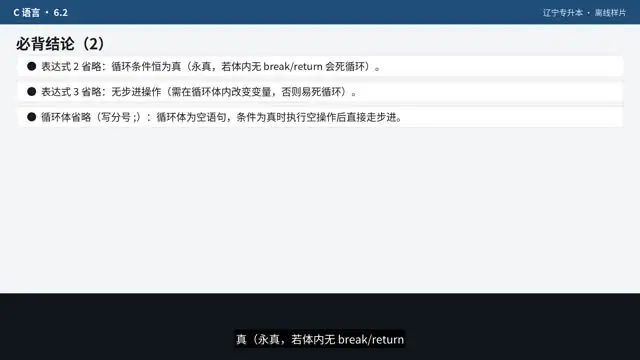 C 语言 • 6.2
辽宁专升本 • 离线样片
必背结论（2）
● 表达式 2 省略：循环条件恒为真（永真，若体内无 break/return 会死循环）。
● 表达式 3 省略：无步进操作（需在循环体内改变变量，否则易死循环）。
● 循环体省略（写分号 ;）：循环体为空语句，条件为真时执行空操作后直接走步进。
真（永真，若体内无 break/return